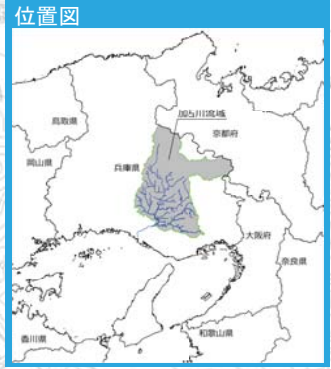 位置図
加古川流域
鳥取県
京都府
岡山県
兵庫県
大阪府
奈良県
香川県
和歌山県